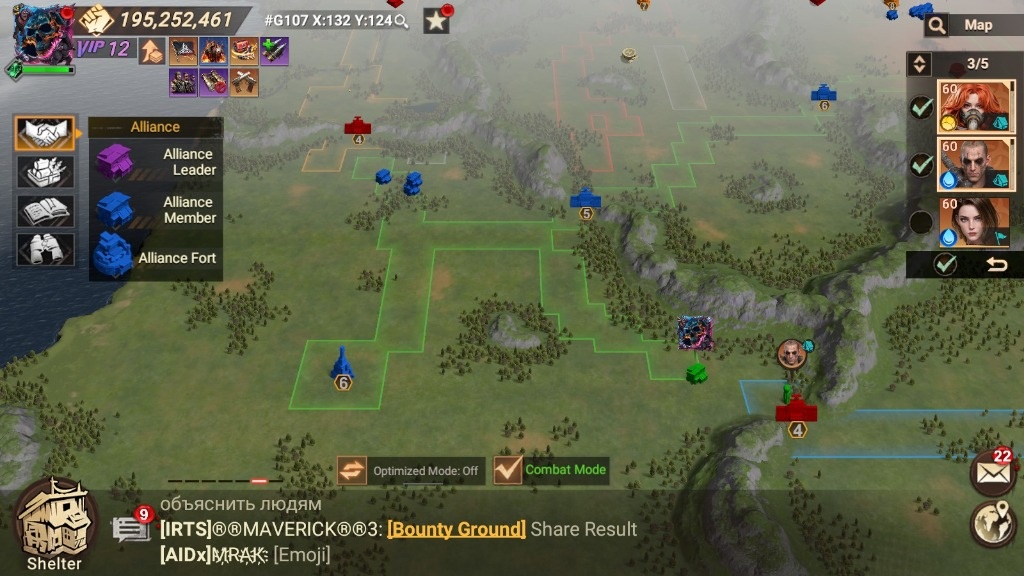 195,252,461
#G107 X:132 Y:124
VIP 12
Map
3/5
60
60
60
Alliance
Alliance
Leader
Alliance
Member
Alliance Fort
4
6
5
6
4
Optimized Mode: Off
Combat Mode
22
9
объяснить людям
[IRTS]®®MAVERICK®®3: [Bounty Ground] Share Result
[AIDx]MRAK: [Emoji]
Shelter